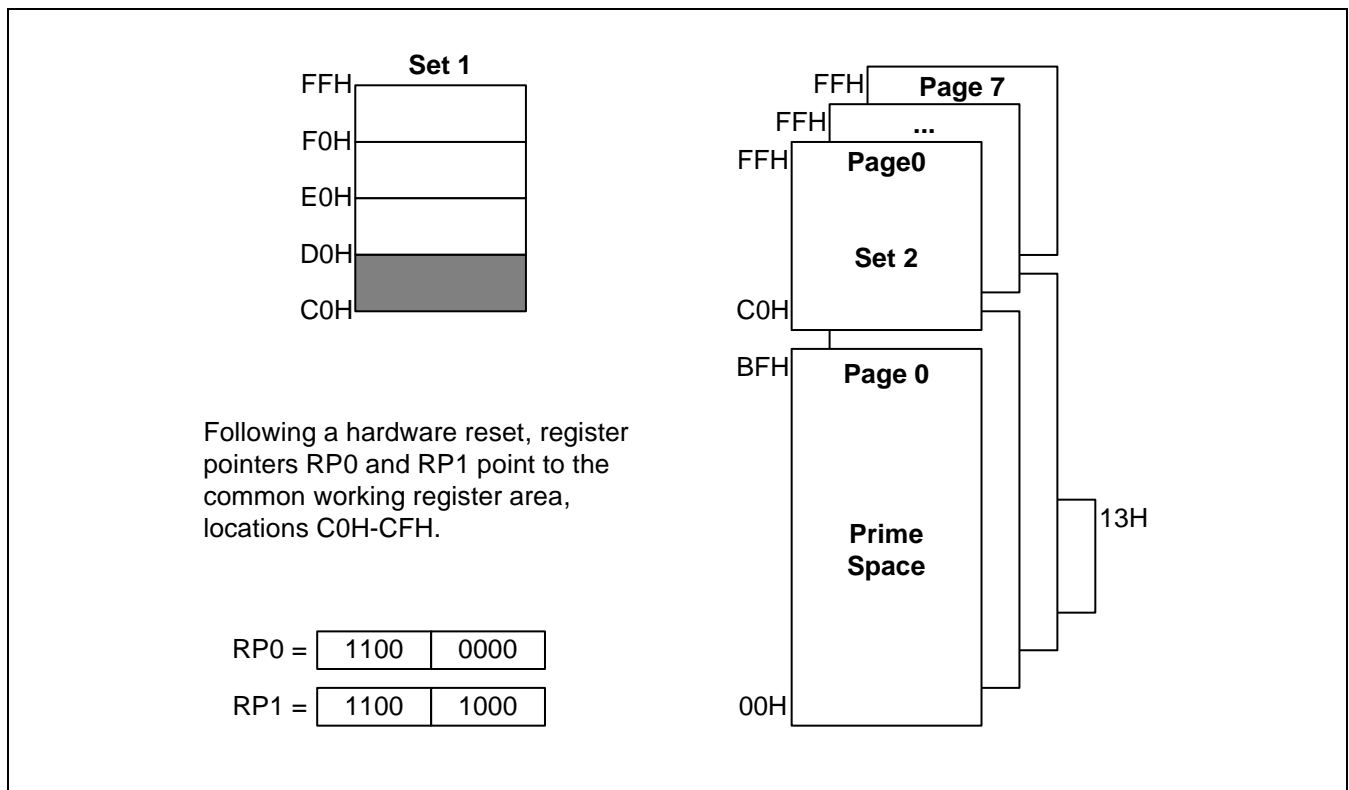 Set 1
FFH
F0H
E0H
D0H
C0H
Following a hardware reset, register
pointers RP0 and RP1 point to the
common working register area,
locations C0H-CFH.
RP0 = 1100 0000
RP1 = 1100 1000
FFH Page 7
FFH ...
FFH Page0
Set 2
C0H
BFH Page 0
Prime
Space
13H
00H